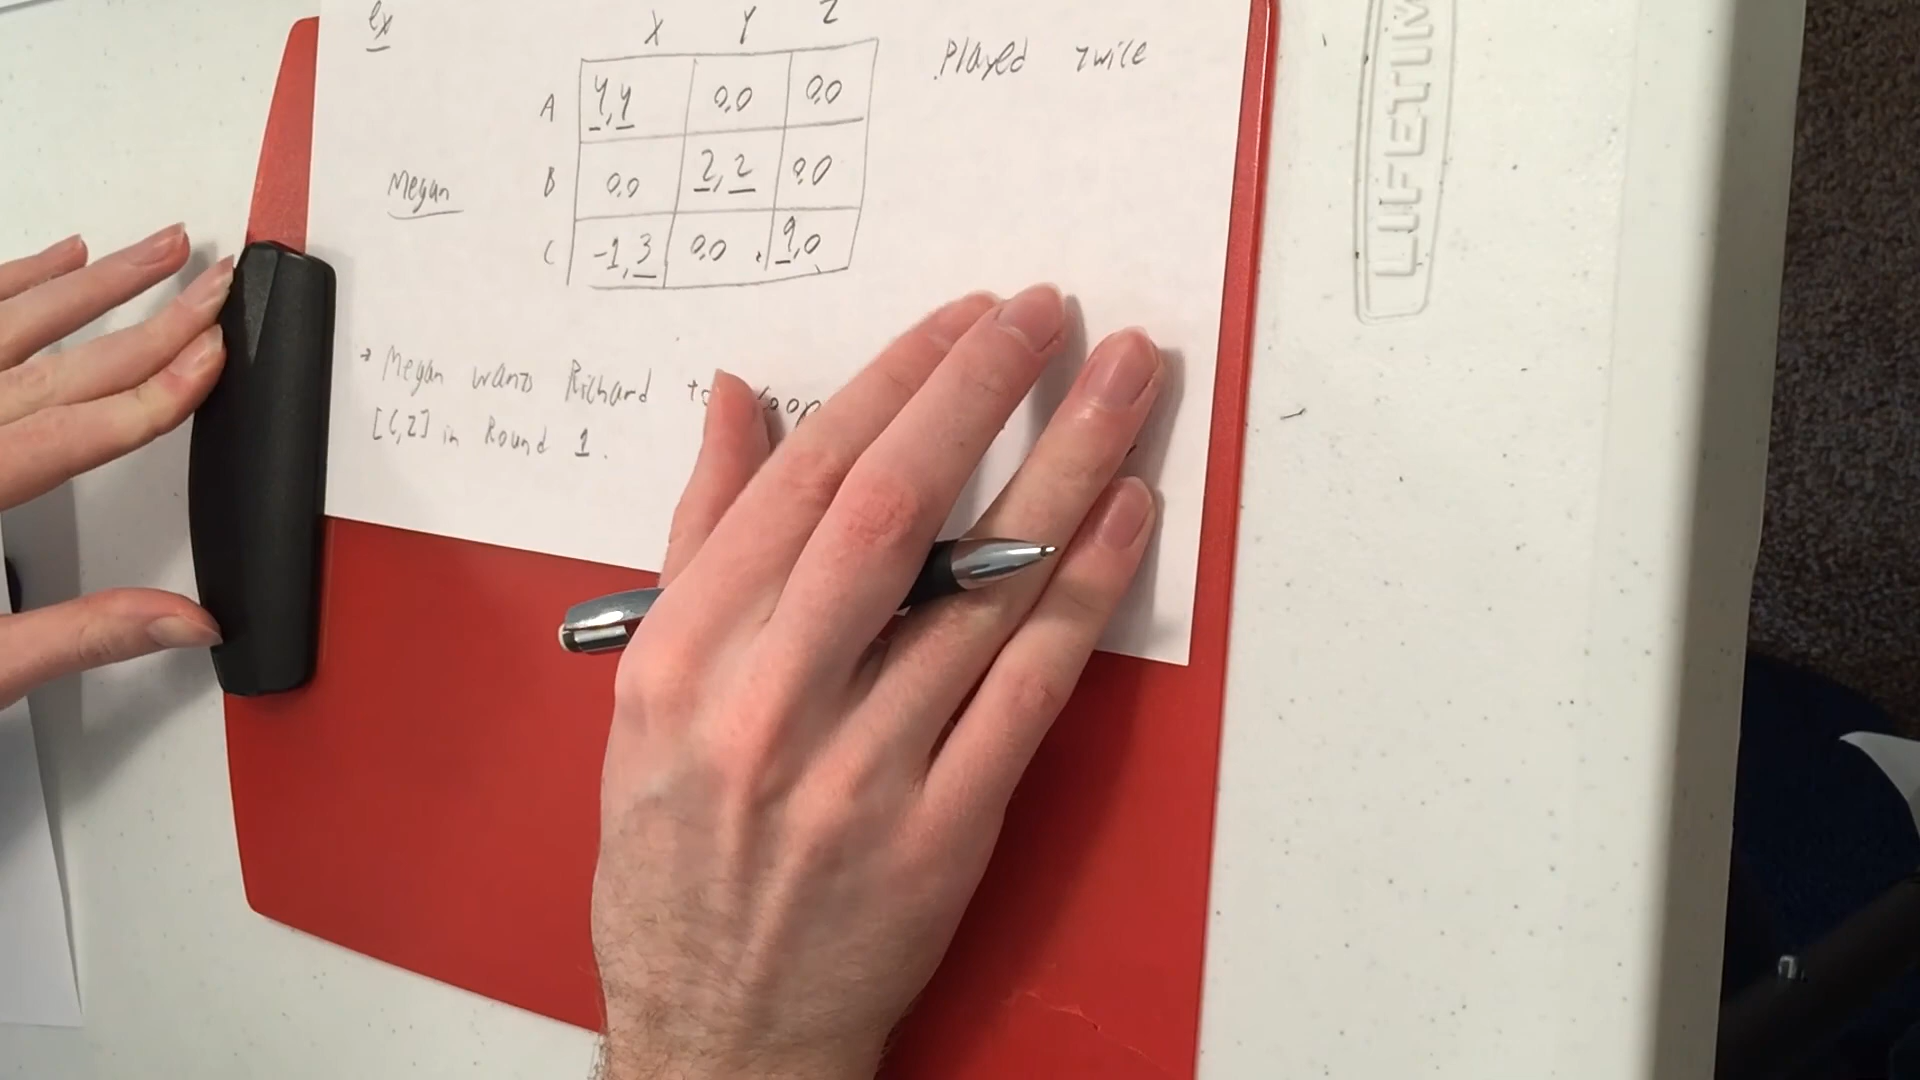 ex
X Y Z
Played twice
A 4,4 0,0 0,0
Megan
B 0,0 2,2 0,0
C -1,3 0,0 9,0
→ Megan wants Richard to
[C,Z] in Round 1.
LIFETIM